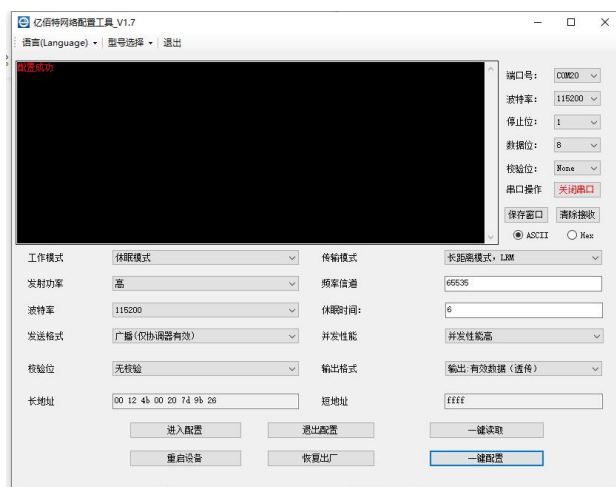 亿佰特网络配置工具_V1.7
语言(Language) 型号选择 退出
配置成功
端口号: COM20
波特率: 115200
停止位: 1
数据位: 8
校验位: None
串口操作 关闭串口
保存窗口 清除接收
ASCII Hex
工作模式 休眠模式 传输模式 长距离模式,LRM
发射功率 高 频率信道 65535
波特率 115200 休眠时间: 6
发送格式 广播(仅协调器有效) 并发性能 并发性能高
校验位 无校验 输出格式 输出:有效数据(透传)
长地址 00 12 4b 00 20 7d 9b 26 短地址 ffff
进入配置 退出配置 一键读取
重启设备 恢复出厂 一键配置